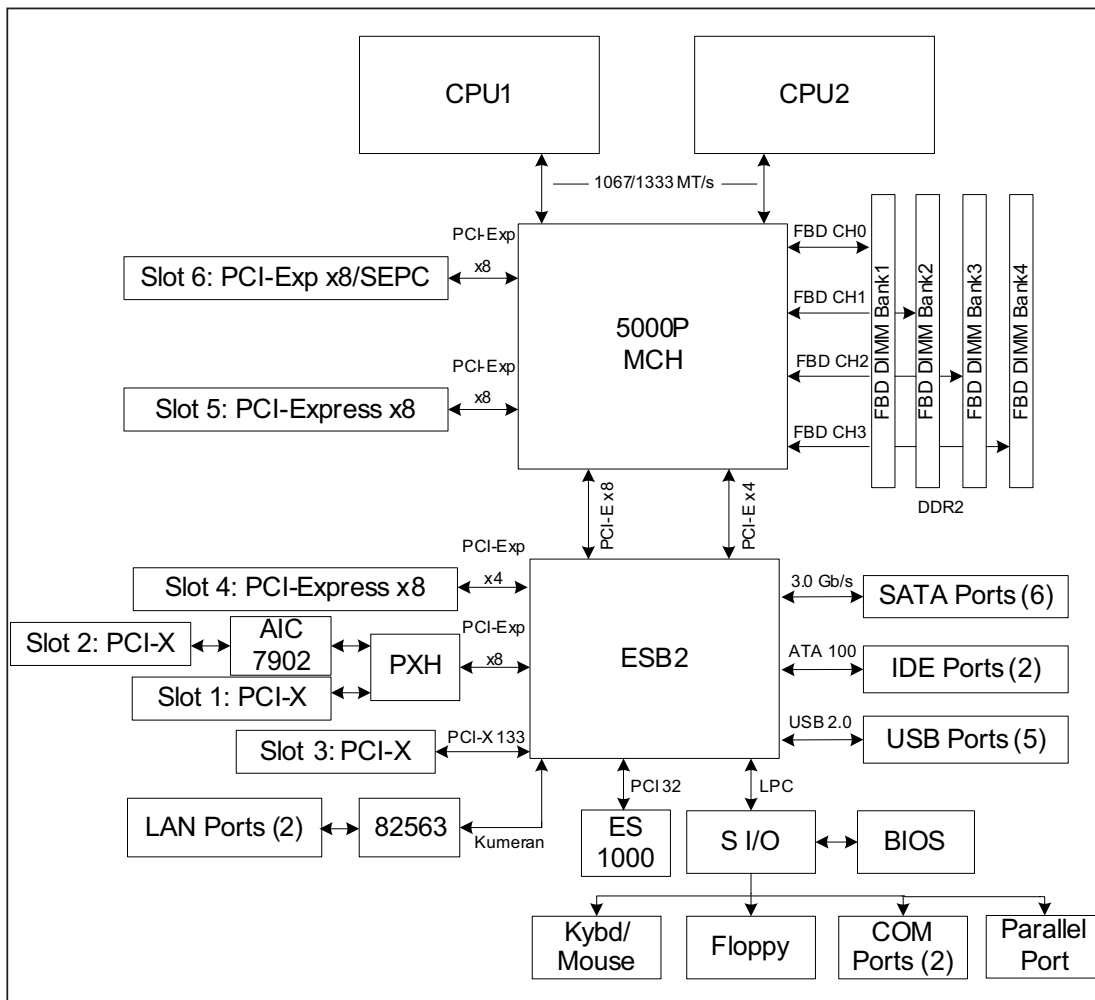 CPU1
CPU2
1067/1333 MT/s
PCI-Exp
x8
Slot 6: PCI-Exp x8/SEPC
PCI-Exp
x8
Slot 5: PCI-Express x8
5000P
MCH
FBD CH0
FBD CH1
FBD CH2
FBD CH3
FBD DIMM Bank1
FBD DIMM Bank2
FBD DIMM Bank3
FBD DIMM Bank4
DDR2
PCI-E x8
PCI-E x4
PCI-Exp
x4
Slot 4: PCI-Express x8
Slot 2: PCI-X
AIC
7902
PXH
PCI-Exp
x8
Slot 1: PCI-X
Slot 3: PCI-X
PCI-X 133
ESB2
3.0 Gb/s
SATA Ports (6)
ATA 100
IDE Ports (2)
USB 2.0
USB Ports (5)
LAN Ports (2)
82563
Kumeran
PCI 32
ES
1000
LPC
S I/O
BIOS
Kybd/
Mouse
Floppy
COM
Ports (2)
Parallel
Port